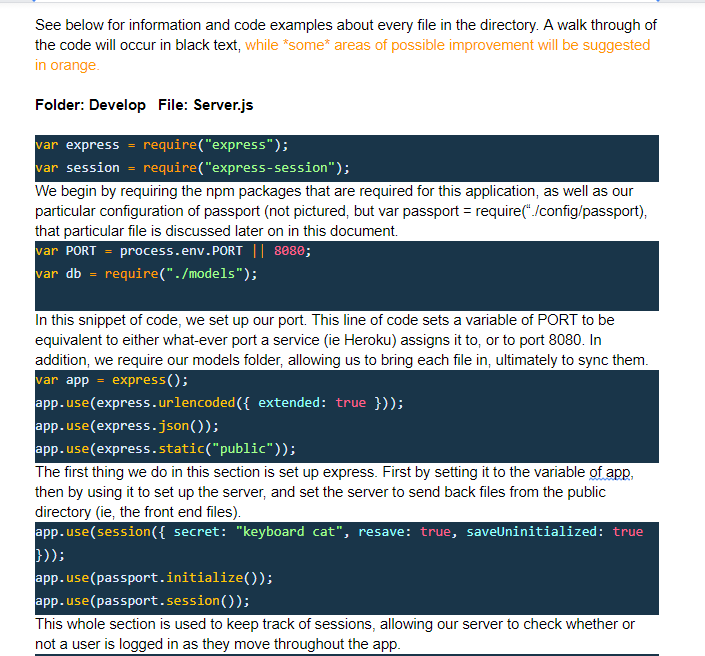 See below for information and code examples about every file in the directory. A walk through of
the code will occur in black text, while *some* areas of possible improvement will be suggested
in orange.
Folder: Develop File: Server.js
var express = require("express");
var session = require("express-session");
We begin by requiring the npm packages that are required for this application, as well as our
particular configuration of passport (not pictured, but var passport = require(“./config/passport),
that particular file is discussed later on in this document.
var PORT = process.env.PORT || 8080;
var db = require("./models");
In this snippet of code, we set up our port. This line of code sets a variable of PORT to be
equivalent to either what-ever port a service (ie Heroku) assigns it to, or to port 8080. In
addition, we require our models folder, allowing us to bring each file in, ultimately to sync them.
var app = express();
app.use(express.urlencoded({ extended: true }));
app.use(express.json());
app.use(express.static("public"));
The first thing we do in this section is set up express. First by setting it to the variable of app,
then by using it to set up the server, and set the server to send back files from the public
directory (ie, the front end files).
app.use(session({ secret: "keyboard cat", resave: true, saveUninitialized: true
}));
app.use(passport.initialize());
app.use(passport.session());
This whole section is used to keep track of sessions, allowing our server to check whether or
not a user is logged in as they move throughout the app.